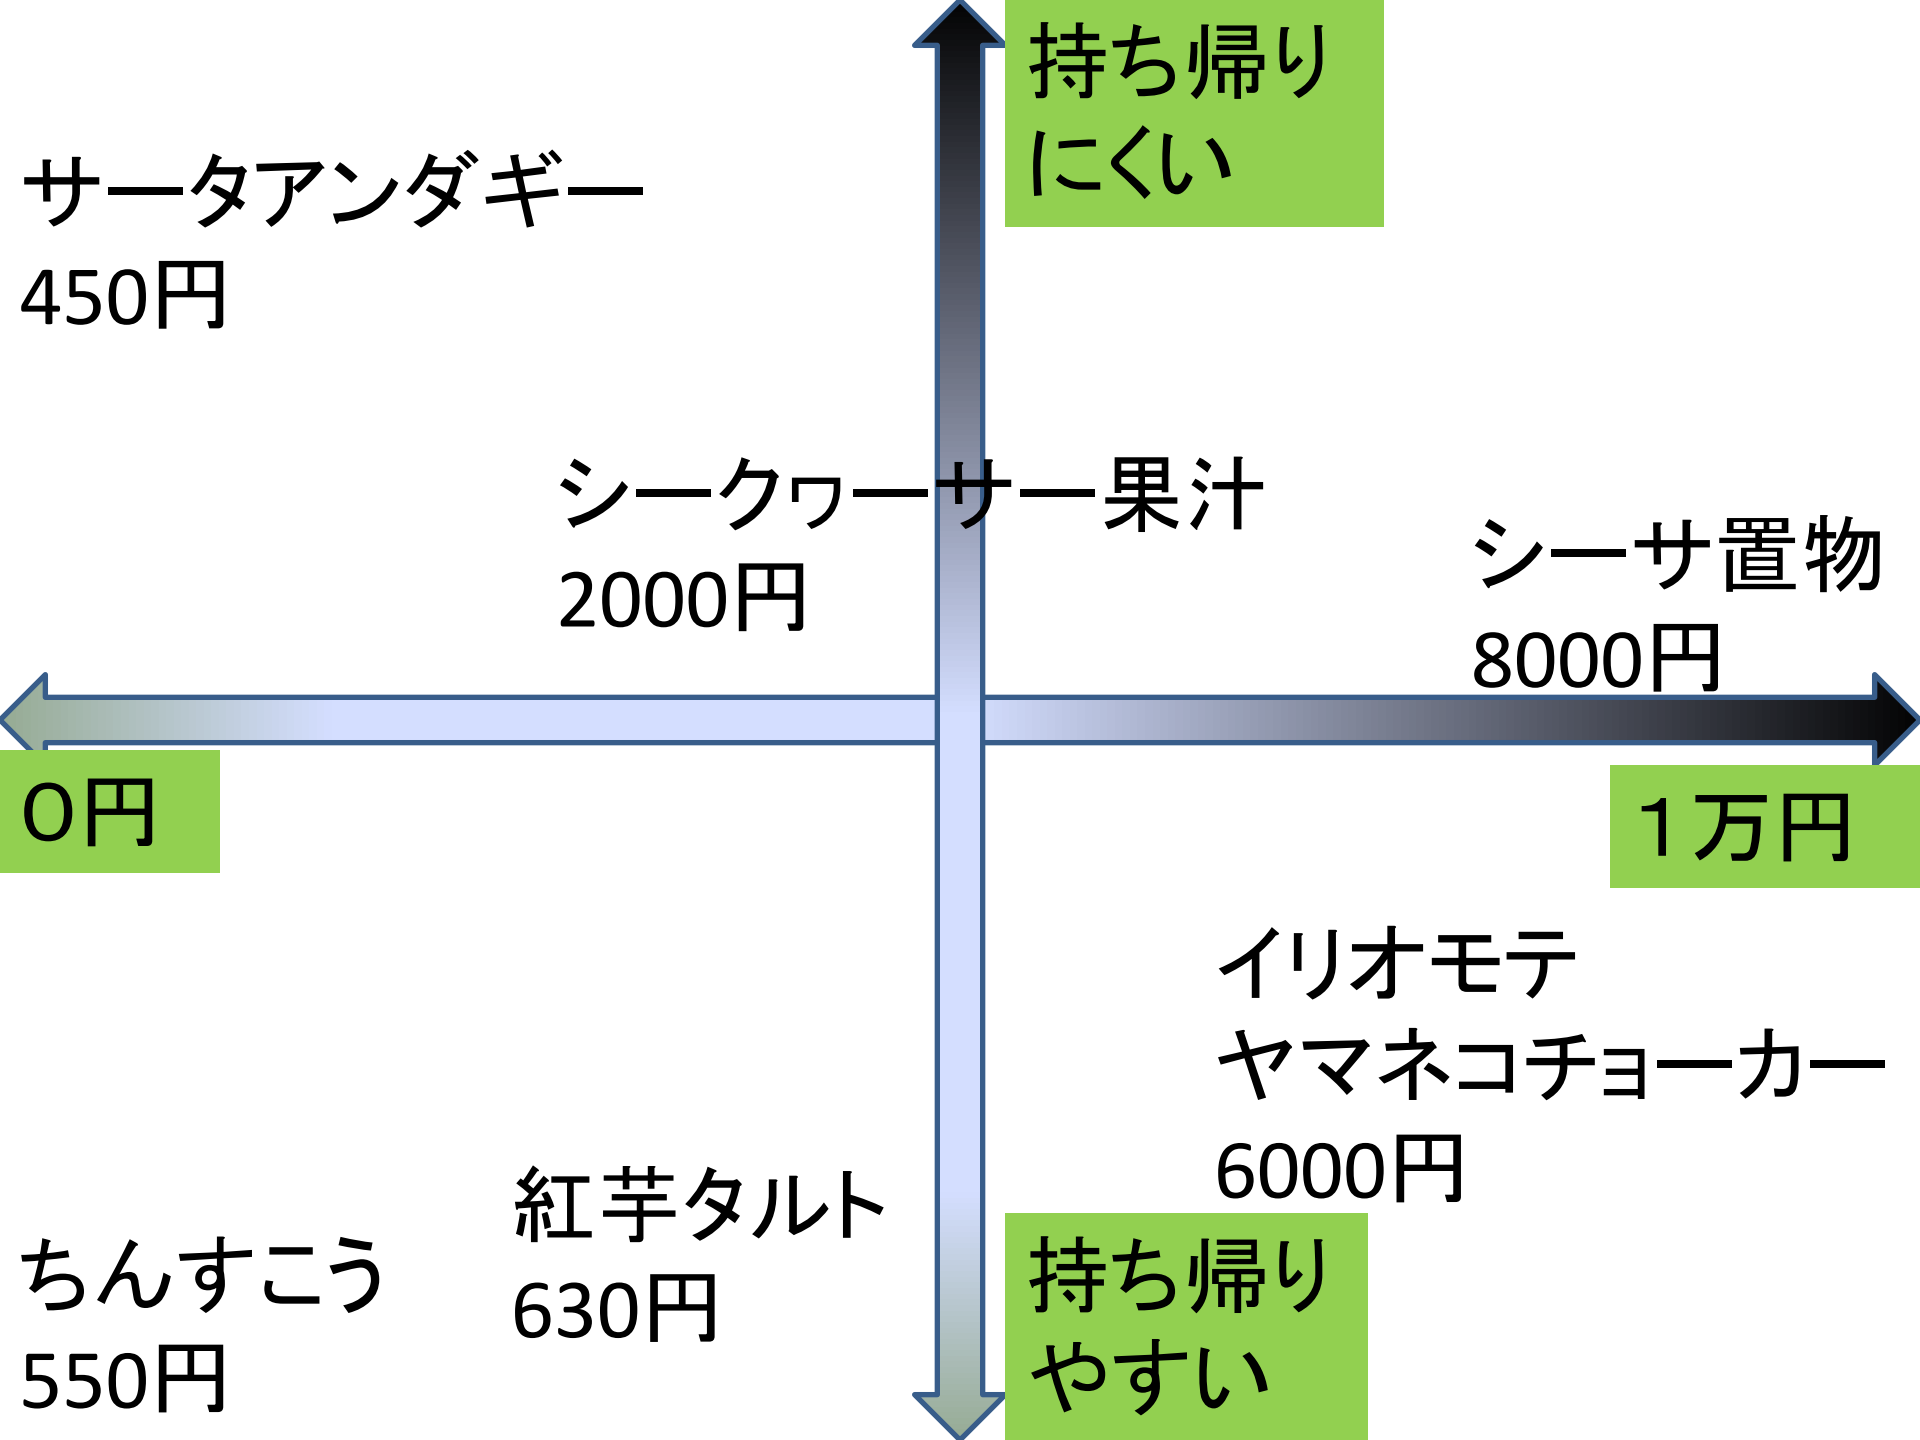 持ち帰り
にくい
サータアンダギー
450円
シークヮーサー果汁
2000円
シーサ置物
8000円
０円
１万円
イリオモテ
ヤマネコチョーカー
6000円
紅芋タルト
630円
ちんすこう
550円
持ち帰り
やすい